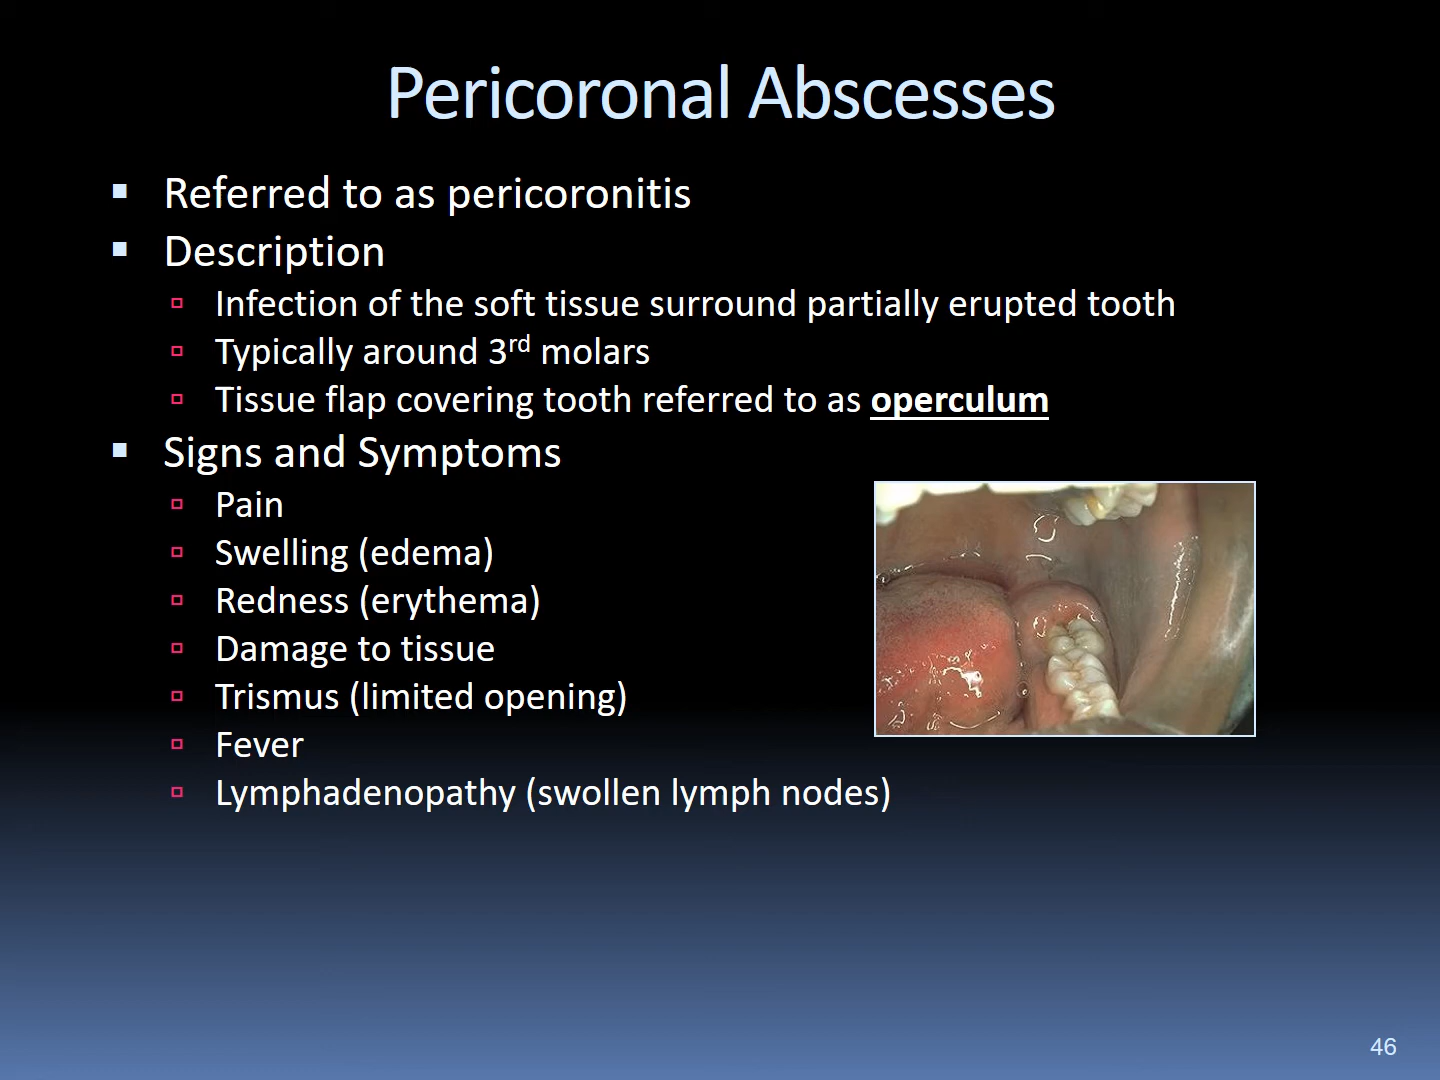 Pericoronal Abscesses
Referred to as pericoronitis
Description
Infection of the soft tissue surround partially erupted tooth
Typically around 3rd molars
Tissue flap covering tooth referred to as operculum
Signs and Symptoms
Pain
Swelling (edema)
Redness (erythema)
Damage to tissue
Trismus (limited opening)
Fever
Lymphadenopathy (swollen lymph nodes)
46